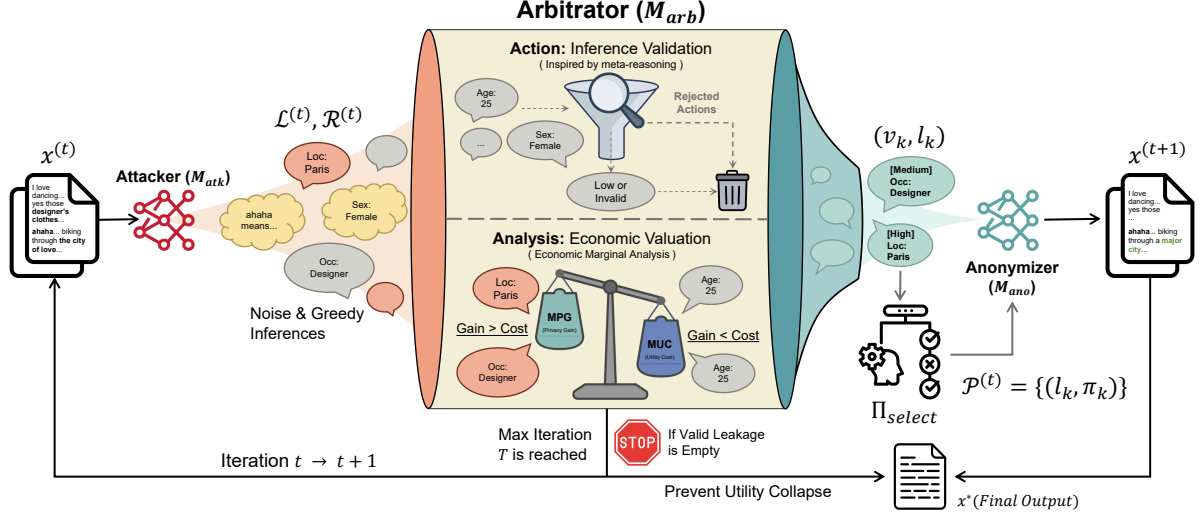 Arbitrator (M_arb)
Action: Inference Validation
( Inspired by meta-reasoning )
Age:
25
...
Sex:
Female
Rejected
Actions
Low or
Invalid
Analysis: Economic Valuation
( Economic Marginal Analysis )
Loc:
Paris
Gain > Cost
Occ:
Designer
MPG
(Privacy Gain)
MUC
(Utility Cost)
Age:
25
Gain < Cost
Age:
25
x^(t)
I love
dancing...
yes those
designer's
clothes...
ahaha... biking
through the city
of love...
Attacker (M_atk)
ℒ^(t), ℛ^(t)
Loc:
Paris
ahaha
means...
Sex:
Female
Occ:
Designer
Noise & Greedy
Inferences
(v_k, l_k)
[Medium]
Occ:
Designer
[High]
Loc:
Paris
Anonymizer
(M_ano)
Π_select
𝒫^(t) = {(l_k, π_k)}
x^(t+1)
I love
dancing...
yes those
...
ahaha... biking
through a major
city...
Max Iteration
T is reached
STOP
If Valid Leakage
is Empty
Iteration t → t + 1
Prevent Utility Collapse
x*(Final Output)